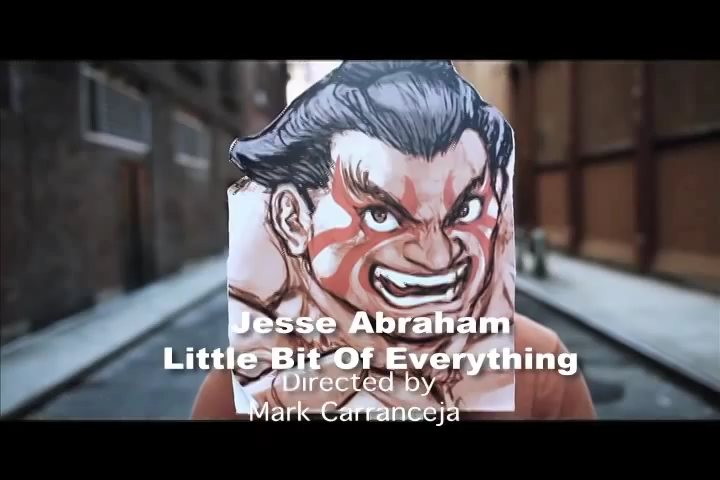 Jesse Abraham
Little Bit Of Everything
Directed by
Mark Carranceja